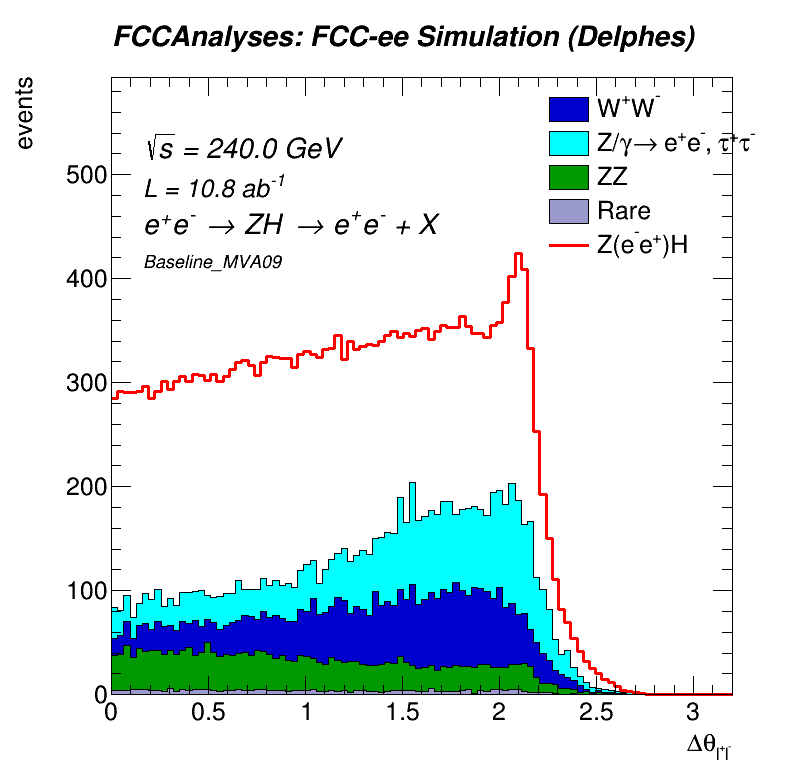 FCCAnalyses: FCC-ee Simulation (Delphes)
events
√s = 240.0 GeV
L = 10.8 ab⁻¹
e⁺e⁻ → ZH → e⁺e⁻ + X
Baseline_MVA09
W⁺W⁻
Z/γ→ e⁺e⁻, τ⁺τ⁻
ZZ
Rare
Z(e⁻e⁺)H
500
400
300
200
100
0
0 0.5 1 1.5 2 2.5 3
Δθ_l⁺l⁻